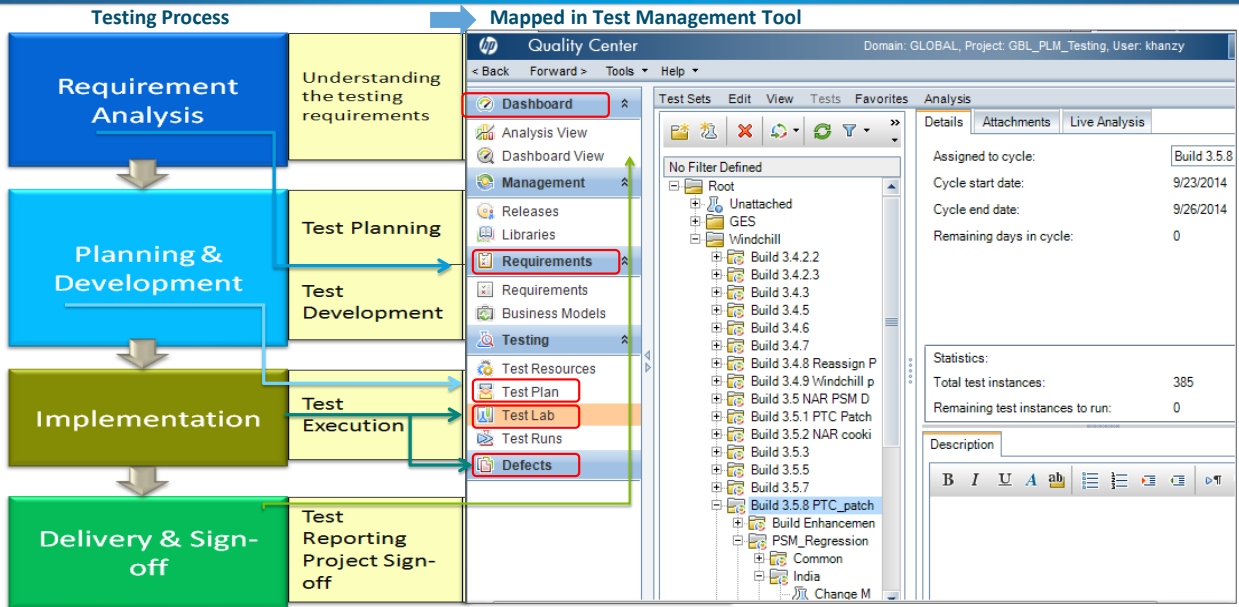 Testing Process
Mapped in Test Management Tool
Requirement
Analysis
Understanding
the testing
requirements
Planning &
Development
Test Planning
Test
Development
Implementation
Test
Execution
Delivery & Sign-
off
Test
Reporting
Project Sign-
off
hp
Quality Center
Domain: GLOBAL, Project: GBL_PLM_Testing, User: khanzy
< Back Forward > Tools Help
Dashboard
Analysis View
Dashboard View
Management
Releases
Libraries
Requirements
Requirements
Business Models
Testing
Test Resources
Test Plan
Test Lab
Test Runs
Defects
Test Sets Edit View Tests Favorites Analysis
No Filter Defined
Root
Unattached
GES
Windchill
Build 3.4.2.2
Build 3.4.2.3
Build 3.4.3
Build 3.4.5
Build 3.4.6
Build 3.4.7
Build 3.4.8 Reassign P
Build 3.4.9 Windchill p
Build 3.5 NAR PSM D
Build 3.5.1 PTC Patch
Build 3.5.2 NAR cooki
Build 3.5.3
Build 3.5.5
Build 3.5.7
Build 3.5.8 PTC_patch
Build Enhancemen
PSM_Regression
Common
India
Change M
Details Attachments Live Analysis
Assigned to cycle: Build 3.5.8
Cycle start date: 9/23/2014
Cycle end date: 9/26/2014
Remaining days in cycle: 0
Statistics:
Total test instances: 385
Remaining test instances to run: 0
Description
B I U A ab